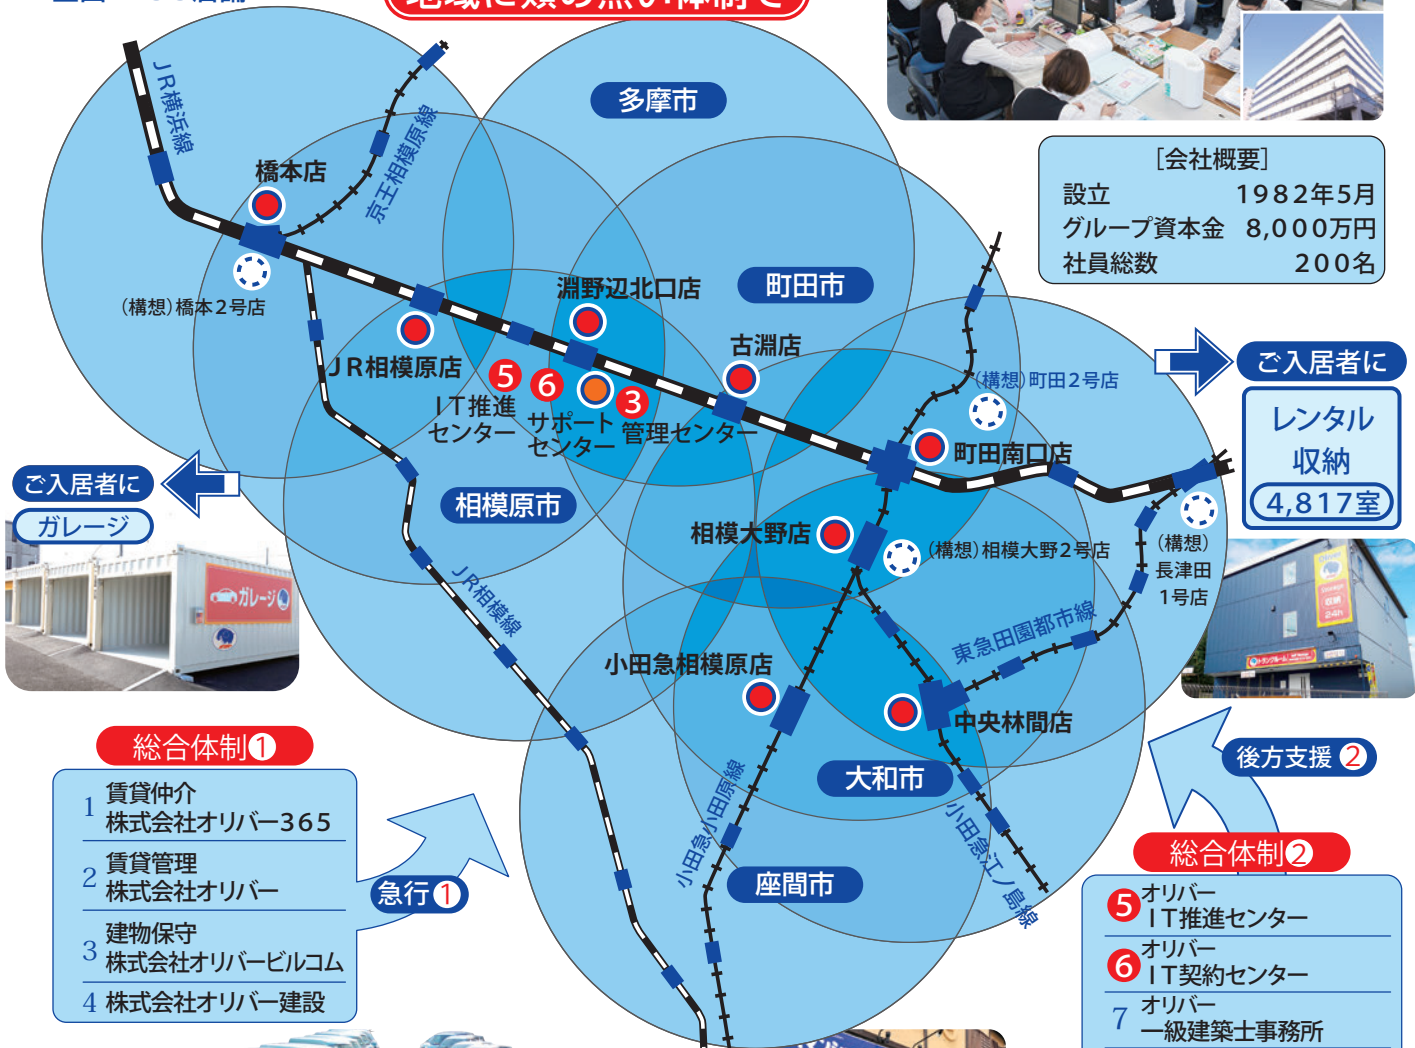 地域に類の無い体制で
多摩市
JR横浜線
京王相模原線
橋本店
(構想)橋本2号店
[会社概要]
設立 1982年5月
グループ資本金 8,000万円
社員総数 200名
町田市
淵野辺北口店
古淵店
JR相模原店
5
IT推進
センター
6
サポート
センター
3
管理センター
(構想)町田2号店
町田南口店
ご入居者に
レンタル
収納
4,817室
ご入居者に
ガレージ
ガレージ
相模原市
相模大野店
(構想)相模大野2号店
(構想)
長津田
1号店
収納
24h
トランクルーム
JR相模線
東急田園都市線
小田急相模原店
中央林間店
大和市
小田急小田原線
小田急江ノ島線
座間市
総合体制1
1 賃貸仲介
株式会社オリバー365
2 賃貸管理
株式会社オリバー
3 建物保守
株式会社オリバービルコム
4 株式会社オリバー建設
急行1
後方支援2
総合体制2
5 オリバー
IT推進センター
6 オリバー
IT契約センター
7 オリバー
一級建築士事務所